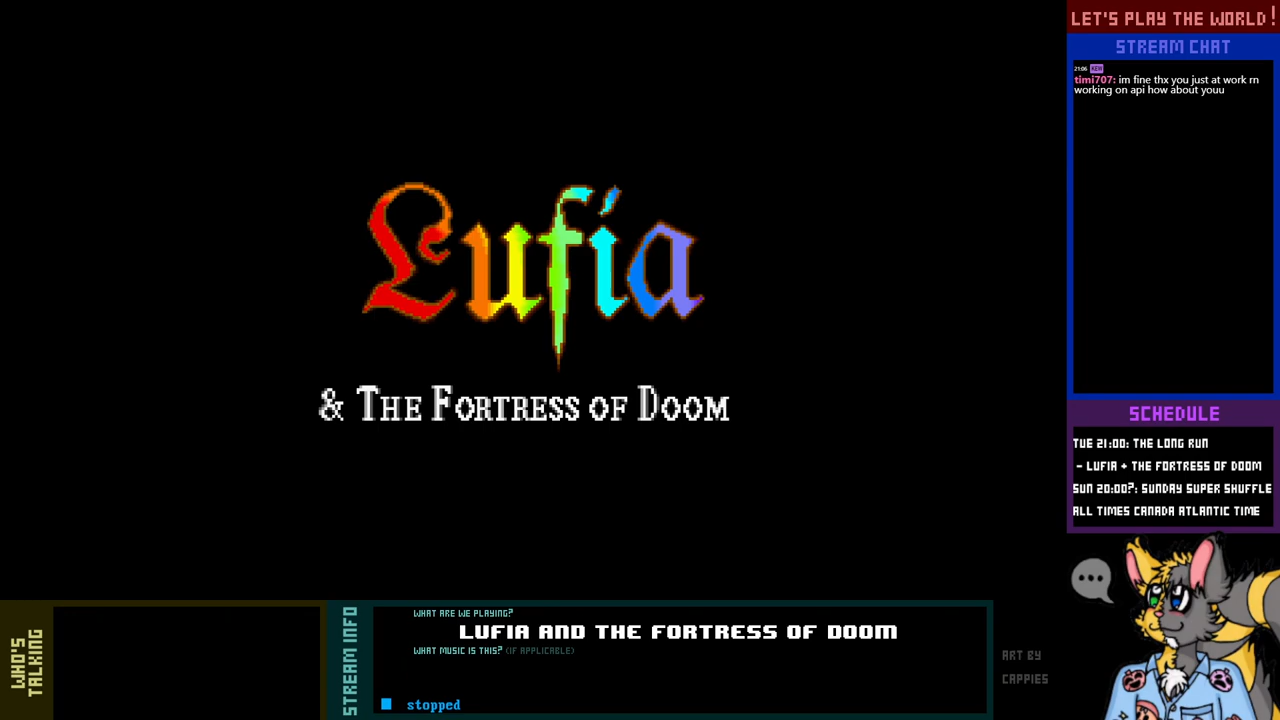 LET'S PLAY THE WORLD!
STREAM CHAT
21:06
timi707: im fine thx you just at work rn
working on api how about youu
Lufia
& THE FORTRESS OF DOOM
SCHEDULE
TUE 21:00: THE LONG RUN
- LUFIA + THE FORTRESS OF DOOM
SUN 20:00?: SUNDAY SUPER SHUFFLE
ALL TIMES CANADA ATLANTIC TIME
...
WHO'S
TALKING
STREAM INFO
WHAT ARE WE PLAYING?
LUFIA AND THE FORTRESS OF DOOM
WHAT MUSIC IS THIS? (IF APPLICABLE)
stopped
ART BY
CAPPIES